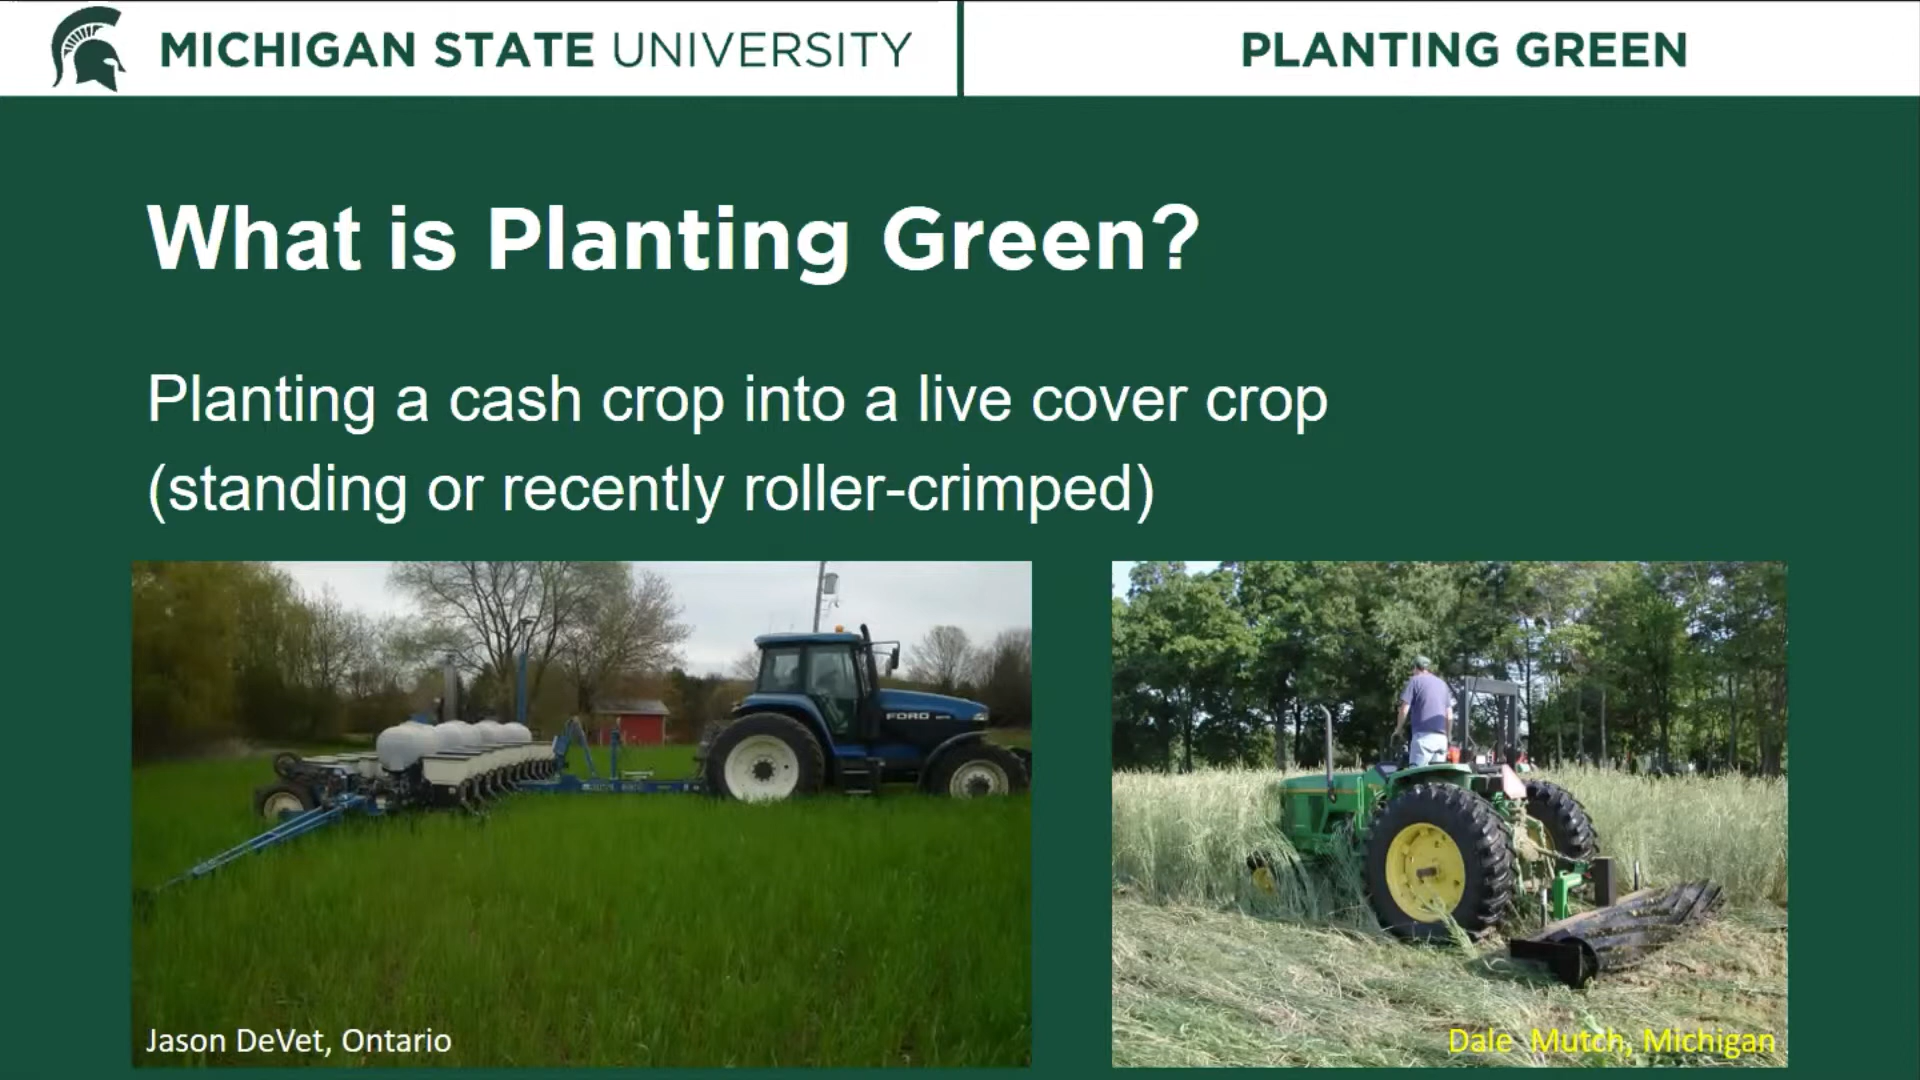 MICHIGAN STATE UNIVERSITY
PLANTING GREEN
What is Planting Green?
Planting a cash crop into a live cover crop
(standing or recently roller-crimped)
FORD
Jason DeVet, Ontario
Dale Mutch, Michigan